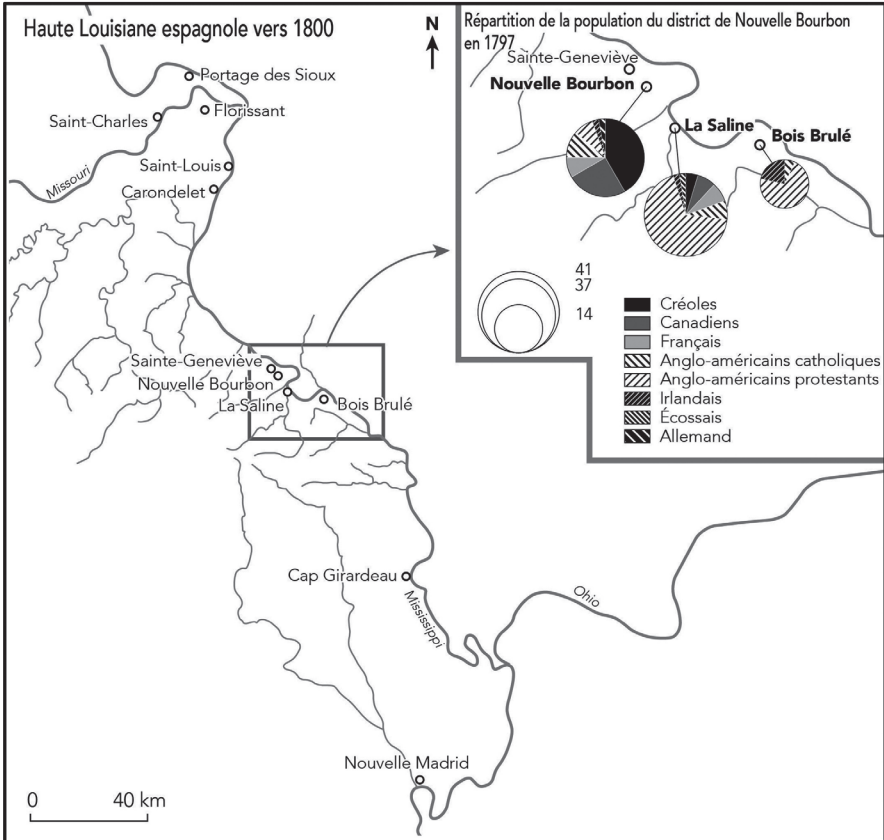 Haute Louisiane espagnole vers 1800
N
Répartition de la population du district de Nouvelle Bourbon
en 1797
Sainte-Geneviève
Nouvelle Bourbon
La Saline
Bois Brulé
41
37
14
Créoles
Canadiens
Français
Anglo-américains catholiques
Anglo-américains protestants
Irlandais
Écossais
Allemand
Portage des Sioux
Florissant
Saint-Charles
Missouri
Saint-Louis
Carondelet
Sainte-Geneviève
Nouvelle Bourbon
La Saline
Bois Brulé
Cap Girardeau
Mississippi
Ohio
Nouvelle Madrid
0 40 km